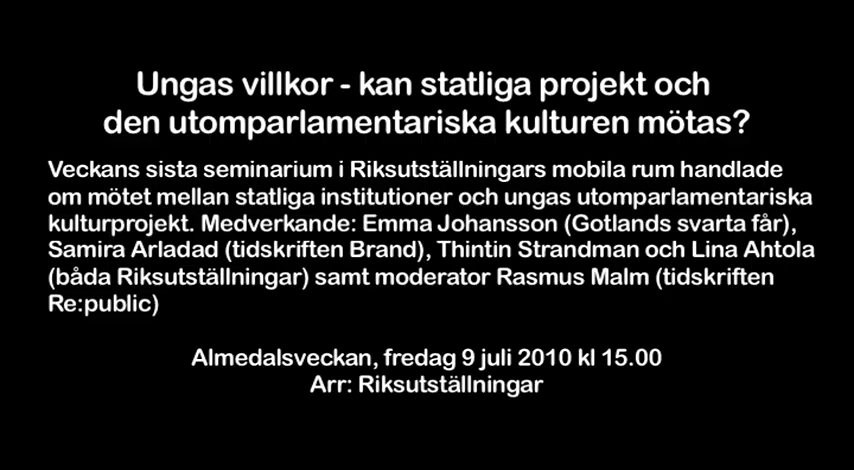 Ungas villkor - kan statliga projekt och
den utomparlamentariska kulturen mötas?
Veckans sista seminarium i Riksutställningars mobila rum handlade
om mötet mellan statliga institutioner och ungas utomparlamentariska
kulturprojekt. Medverkande: Emma Johansson (Gotlands svarta får),
Samira Arladad (tidskriften Brand), Thintin Strandman och Lina Ahtola
(båda Riksutställningar) samt moderator Rasmus Malm (tidskriften
Re:public)
Almedalsveckan, fredag 9 juli 2010 kl 15.00
Arr: Riksutställningar